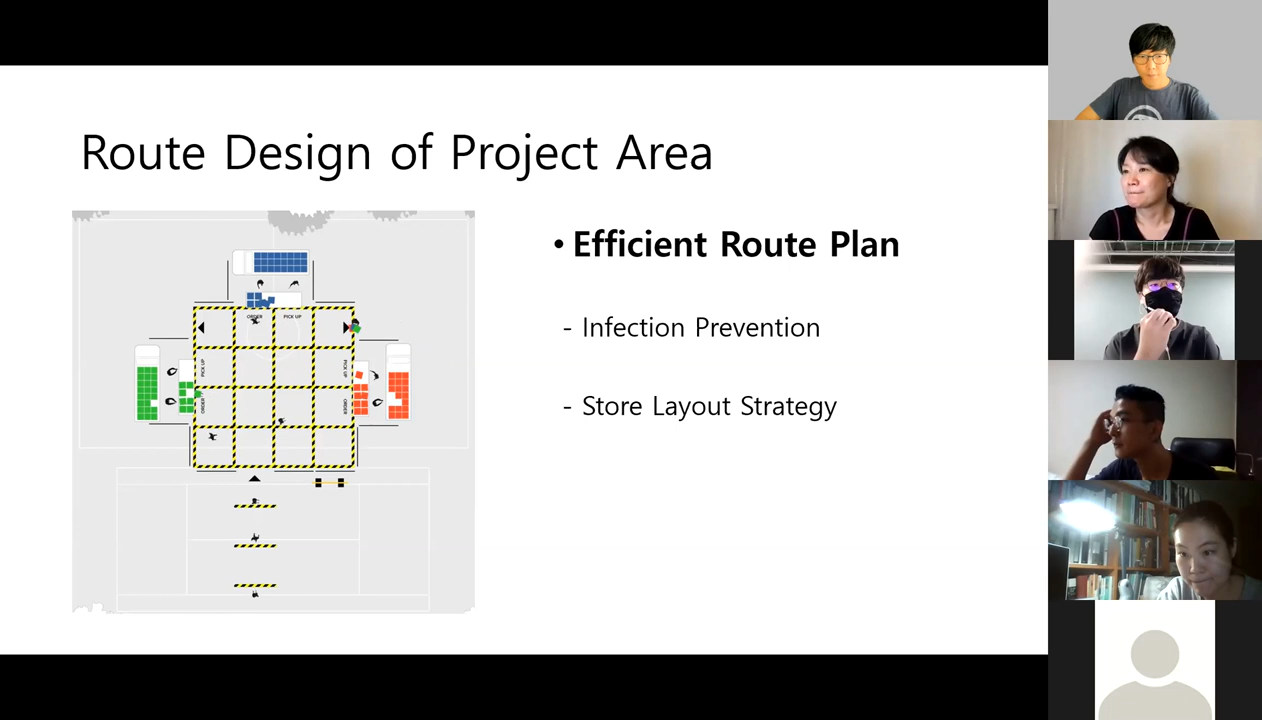 Route Design of Project Area
• Efficient Route Plan
- Infection Prevention
- Store Layout Strategy
ORDER
PICK UP
PICK UP
PICK UP
ORDER
ORDER